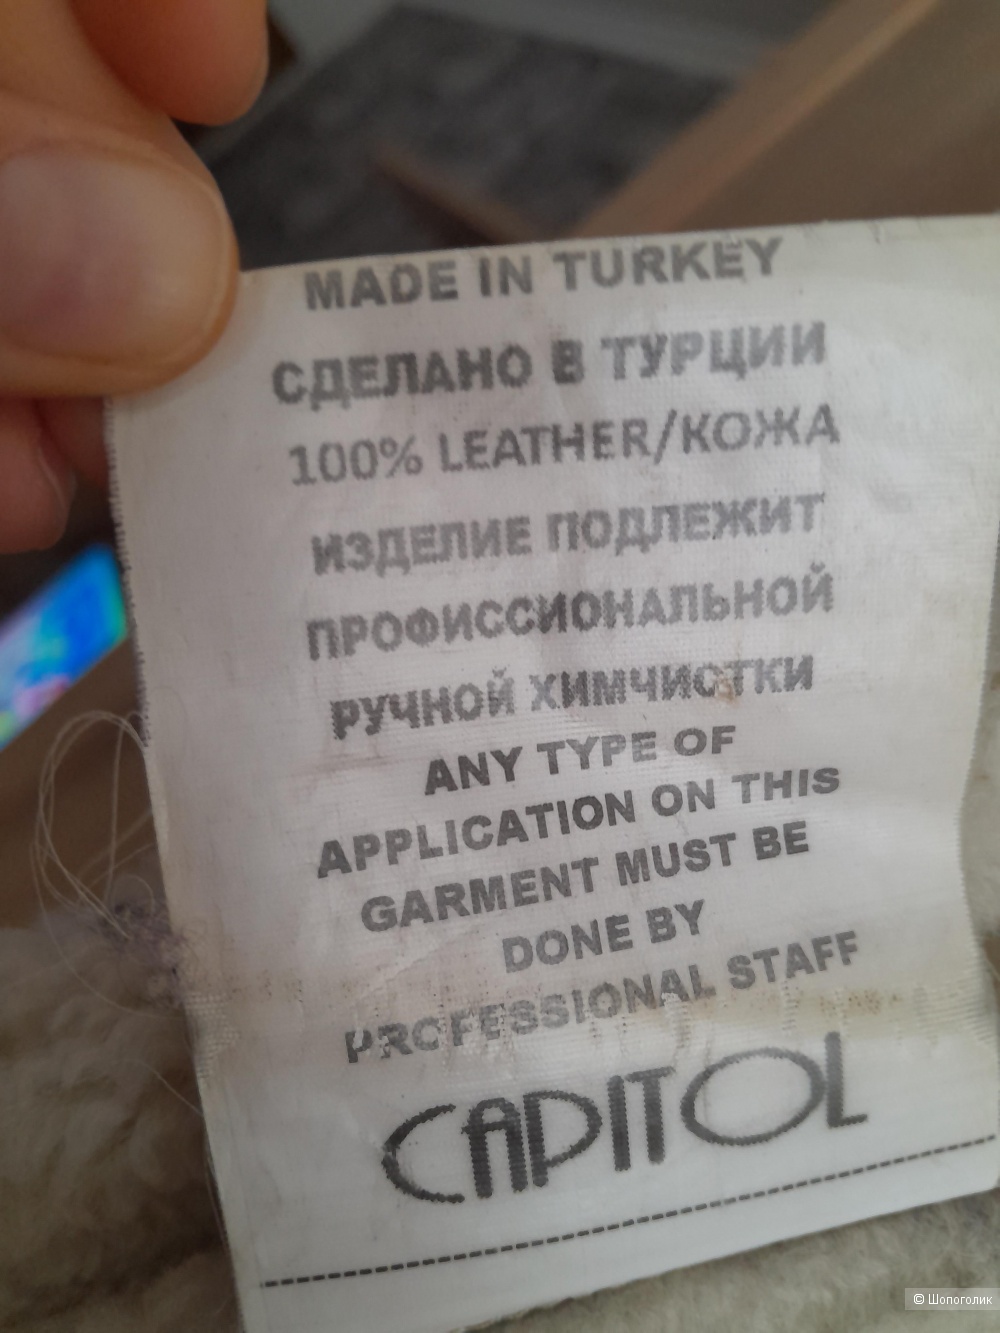 MADE IN TURKEY
СДЕЛАНО В ТУРЦИИ
100% LEATHER/КОЖА
ИЗДЕЛИЕ ПОДЛЕЖИТ
ПРОФИССИОНАЛЬНОЙ
РУЧНОЙ ХИМЧИСТКИ
ANY TYPE OF
APPLICATION ON THIS
GARMENT MUST BE
DONE BY
PROFESSIONAL STAFF
CAPITOL
© Шопоголик